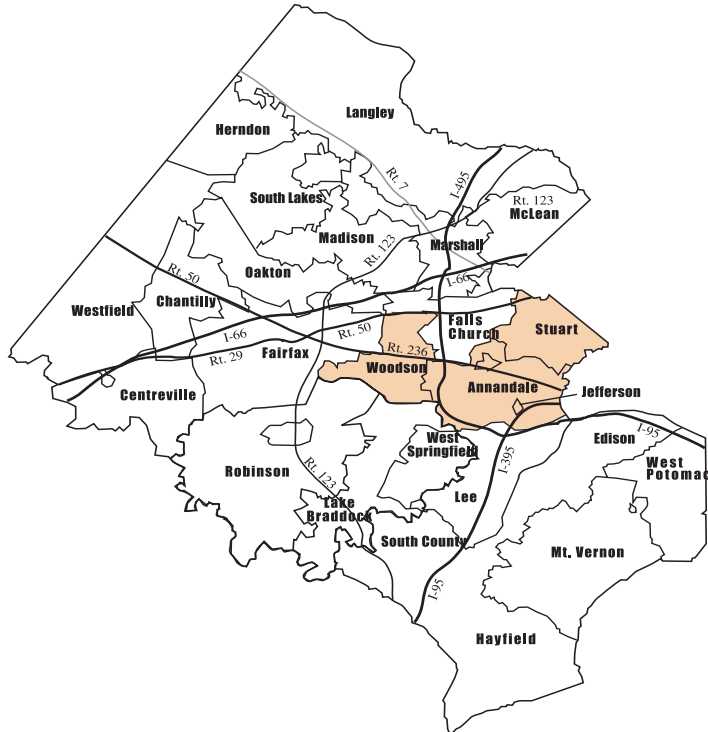 Langley
Herndon
Rt. 7
I-495
South Lakes
Rt. 123
McLean
Madison
Rt. 123
Marshall
Oakton
Rt. 50
I-66
Chantilly
Westfield
Falls
Church
Stuart
Rt. 50
I-66
Rt. 29
Fairfax
Rt. 236
Woodson
Annandale
Jefferson
Centreville
West
Springfield
Edison
I-95
I-395
West
Potomac
Robinson
Rt. 123
Lee
Lake
Braddock
South County
Mt. Vernon
I-95
Hayfield